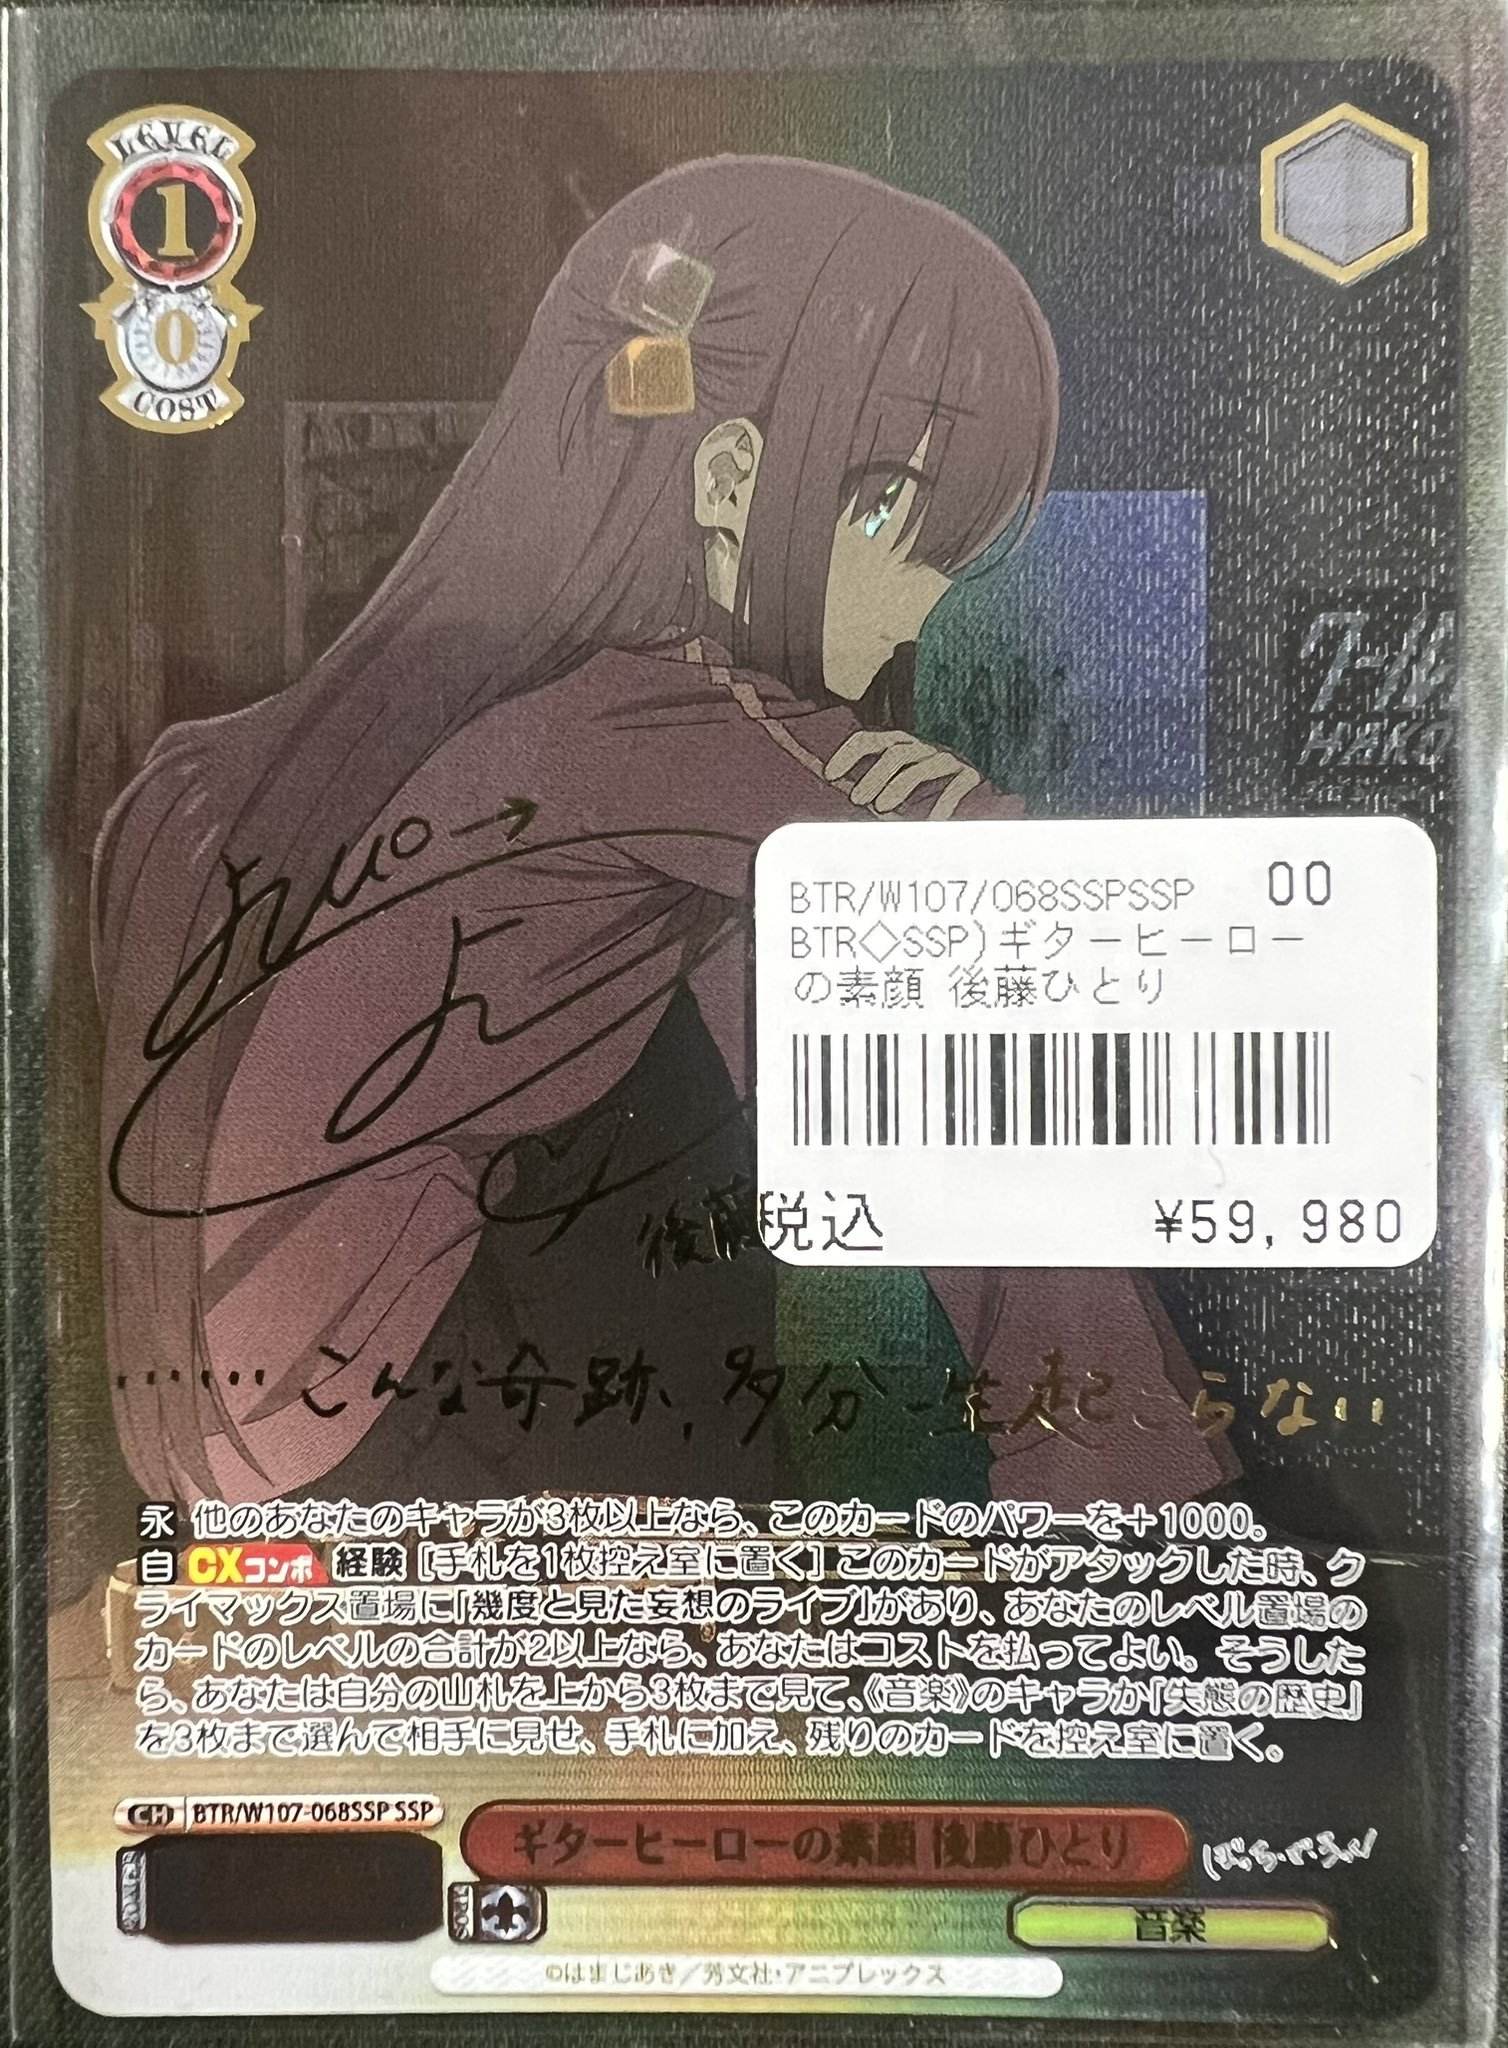 LEVEL
1
0
COST
ワール
MAKO
BTR/W107/068SSPSSP 00
BTR◇SSP)ギターヒーロー
の素顔 後藤ひとり
後藤
税込 ¥59,980
……こんな奇跡、多分一生起こらない
永 他のあなたのキャラが3枚以上なら、このカードのパワーを+1000。
自 CXコンボ 経験 [手札を1枚控え室に置く] このカードがアタックした時、ク
ライマックス置場に「幾度と見た妄想のライブ」があり、あなたのレベル置場の
カードのレベルの合計が2以上なら、あなたはコストを払ってよい。そうした
ら、あなたは自分の山札を上から3枚まで見て、《音楽》のキャラか「失態の歴史」
を3枚まで選んで相手に見せ、手札に加え、残りのカードを控え室に置く。
CH BTR/W107-068SSP SSP
ギターヒーローの素顔 後藤ひとり
ぼっち・ざ・ろっく
音楽
©はまじあき／芳文社・アニプレックス